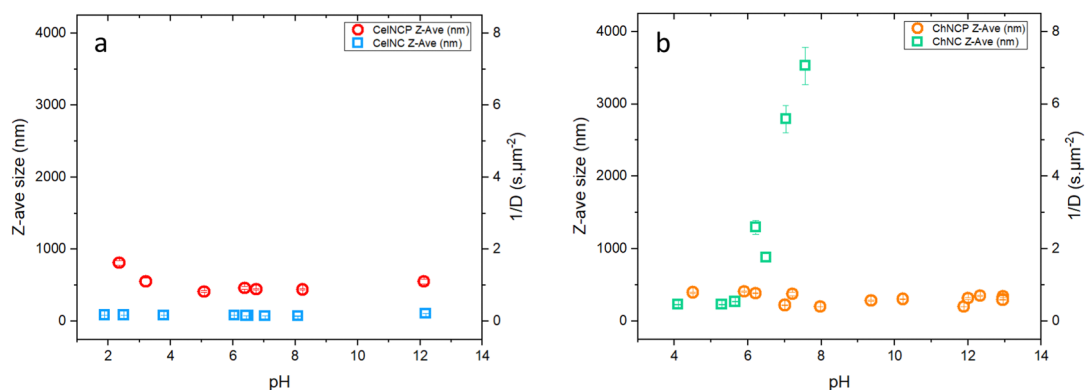 a
CelNCP Z-Ave (nm)
CelNC Z-Ave (nm)
4000
3000
2000
1000
0
Z-ave size (nm)
8
6
4
2
0
1/D (s.µm⁻²)
2 4 6 8 10 12 14
pH
b
ChNCP Z-Ave (nm)
ChNC Z-Ave (nm)
4000
3000
2000
1000
0
Z-ave size (nm)
8
6
4
2
0
1/D (s.µm⁻²)
4 6 8 10 12 14
pH